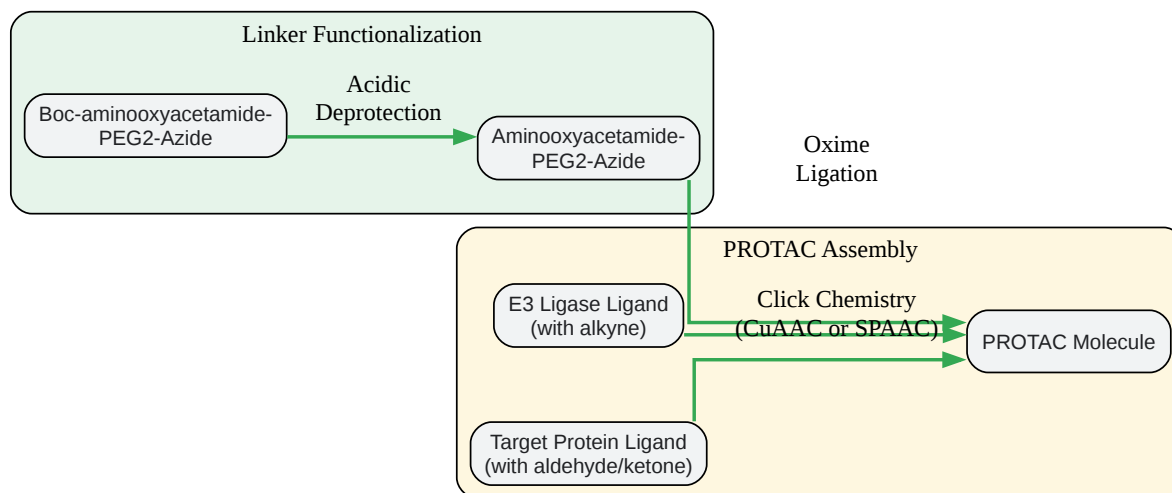 Linker Functionalization
Boc-aminooxyacetamide-
PEG2-Azide
Acidic
Deprotection
Aminooxyacetamide-
PEG2-Azide
Oxime
Ligation
PROTAC Assembly
E3 Ligase Ligand
(with alkyne)
Click Chemistry
(CuAAC or SPAAC)
PROTAC Molecule
Target Protein Ligand
(with aldehyde/ketone)